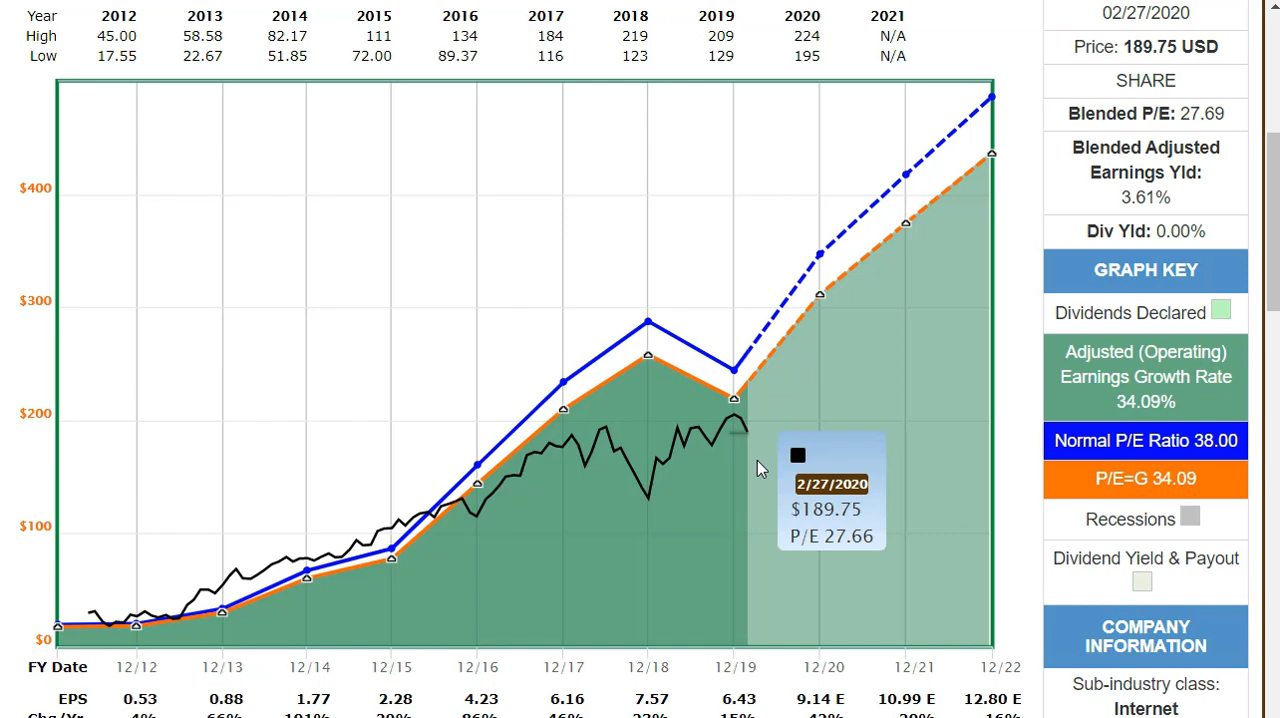 Year 2012 2013 2014 2015 2016 2017 2018 2019 2020 2021
High 45.00 58.58 82.17 111 134 184 219 209 224 N/A
Low 17.55 22.67 51.85 72.00 89.37 116 123 129 195 N/A
$400
$300
$200
$100
$0
2/27/2020
$189.75
P/E 27.66
FY Date 12/12 12/13 12/14 12/15 12/16 12/17 12/18 12/19 12/20 12/21 12/22
EPS 0.53 0.88 1.77 2.28 4.23 6.16 7.57 6.43 9.14 E 10.99 E 12.80 E
Chg/Yr
02/27/2020
Price: 189.75 USD
SHARE
Blended P/E: 27.69
Blended Adjusted
Earnings Yld:
3.61%
Div Yld: 0.00%
GRAPH KEY
Dividends Declared
Adjusted (Operating)
Earnings Growth Rate
34.09%
Normal P/E Ratio 38.00
P/E=G 34.09
Recessions
Dividend Yield & Payout
COMPANY
INFORMATION
Sub-industry class:
Internet